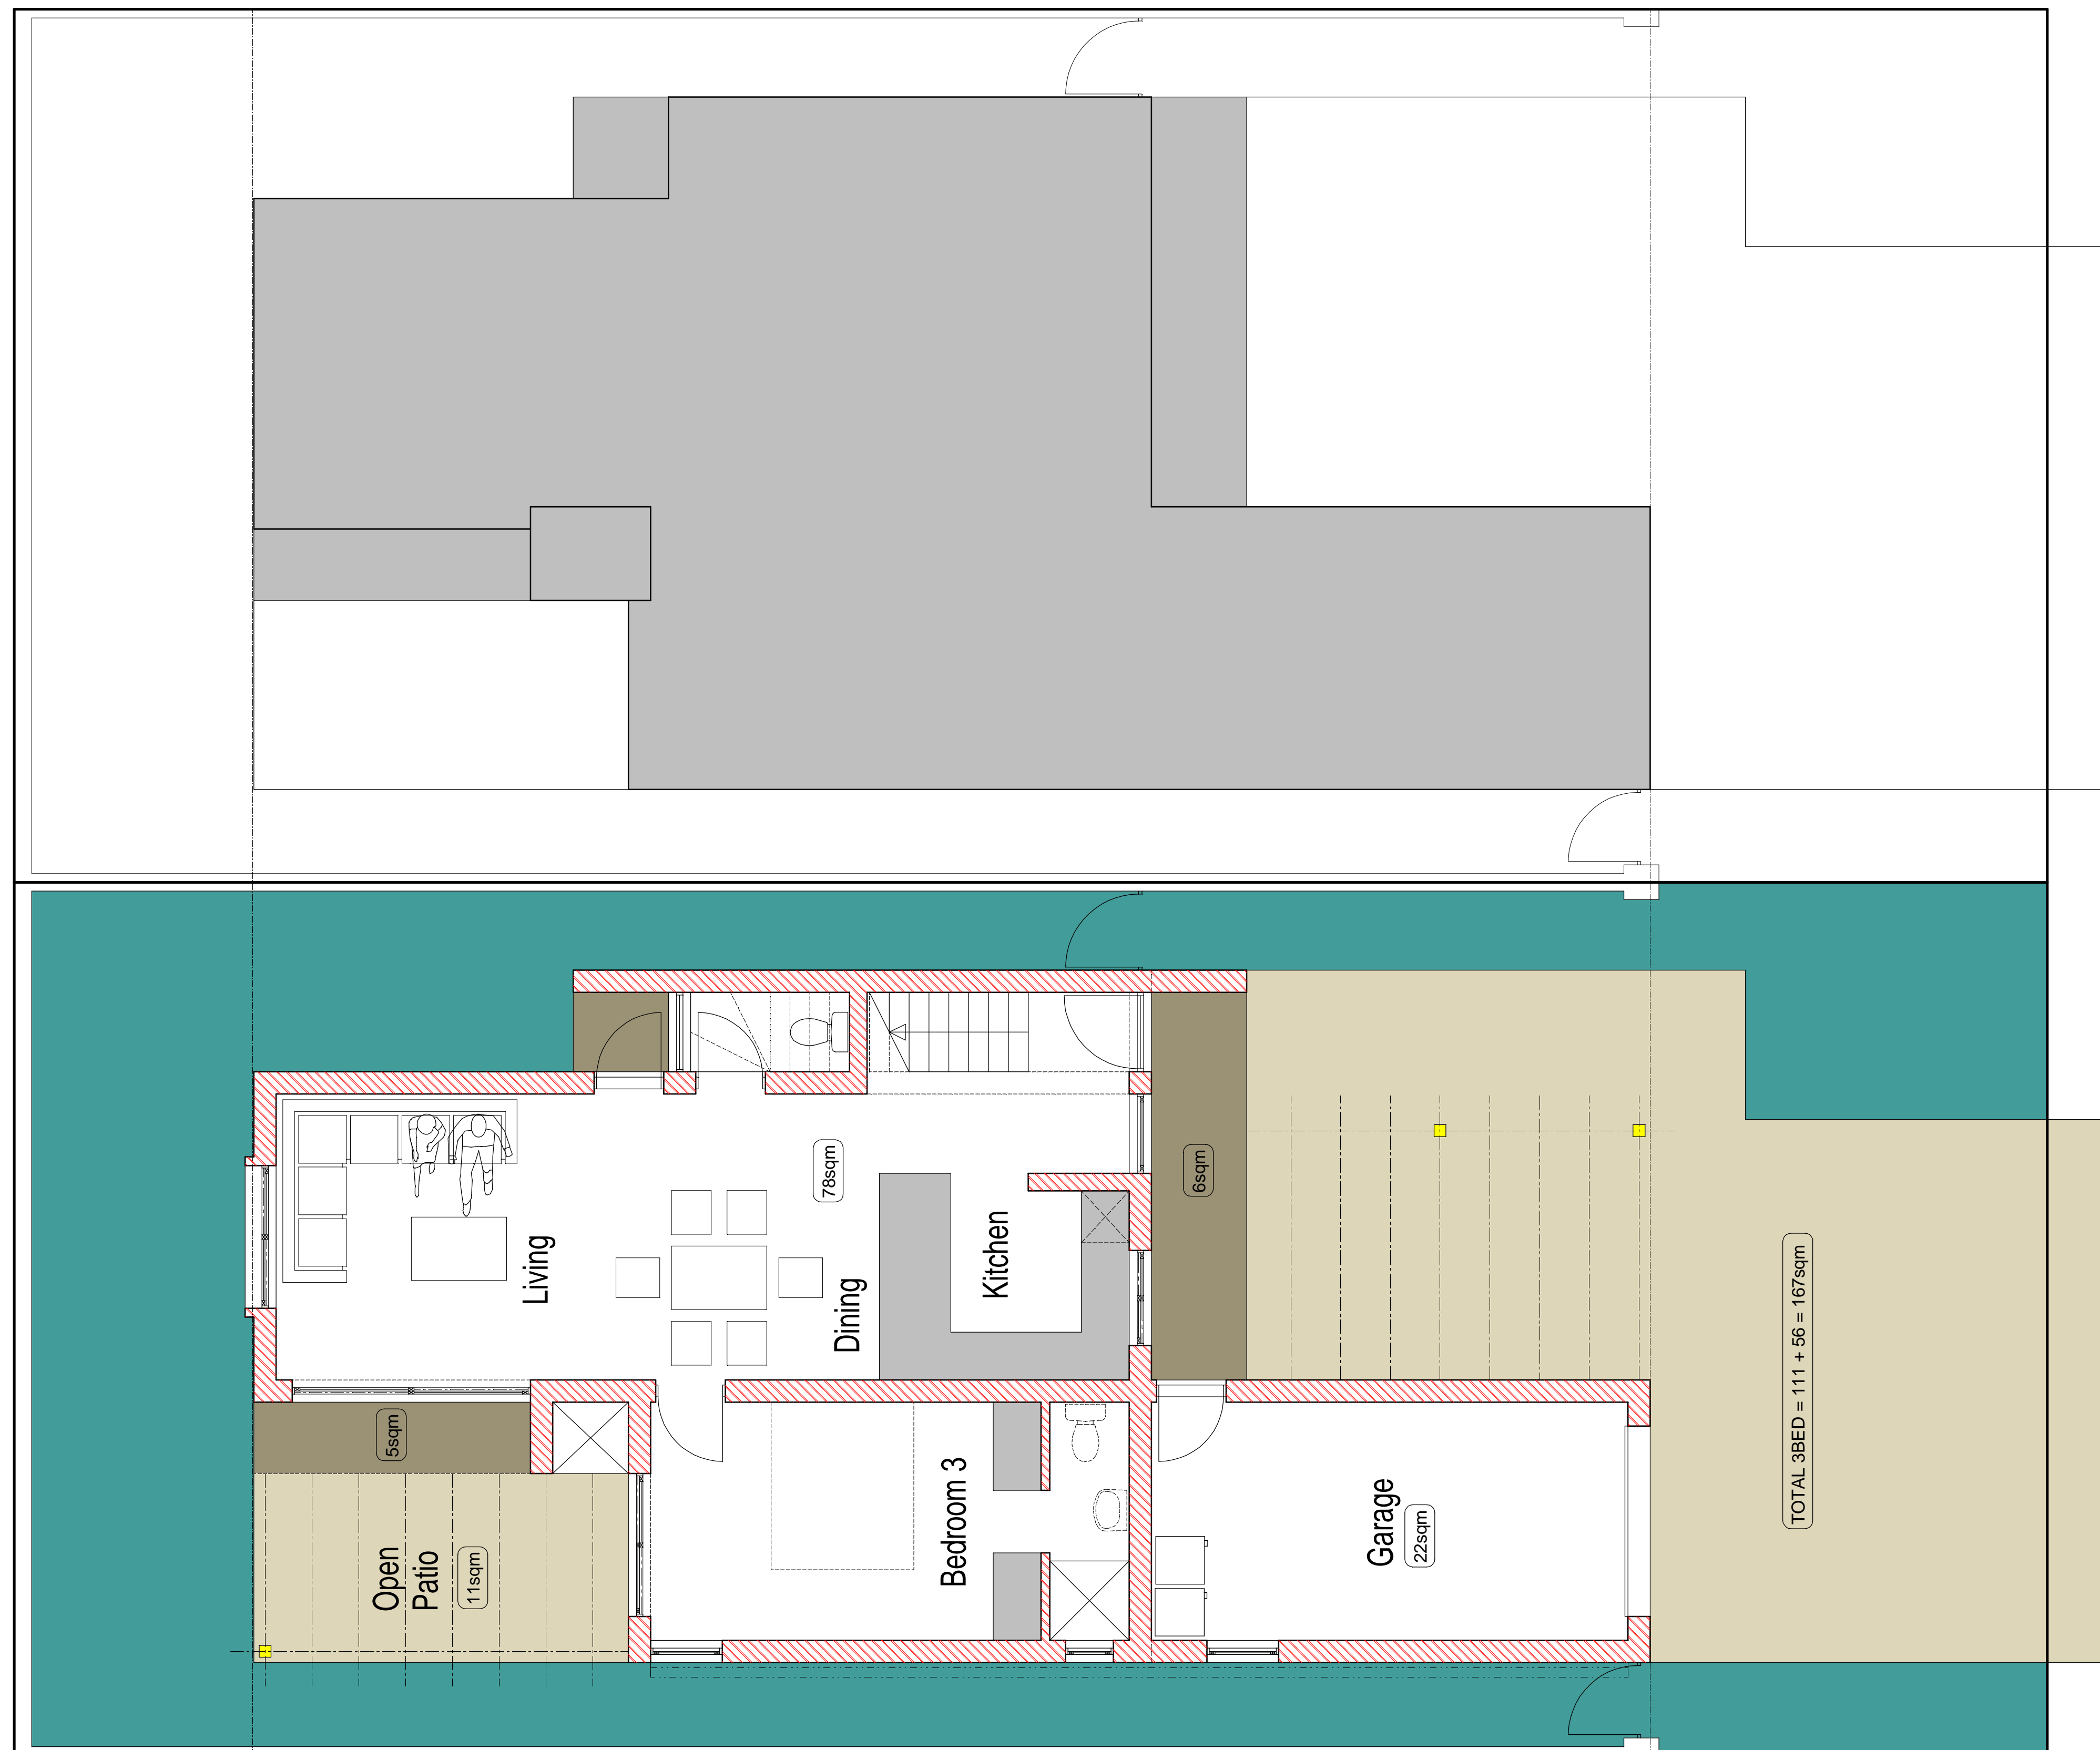 Living
Dining
78sqm
Kitchen
6sqm
5sqm
Open
Patio
11sqm
Bedroom 3
Garage
22sqm
TOTAL 3BED = 111 + 56 = 167sqm